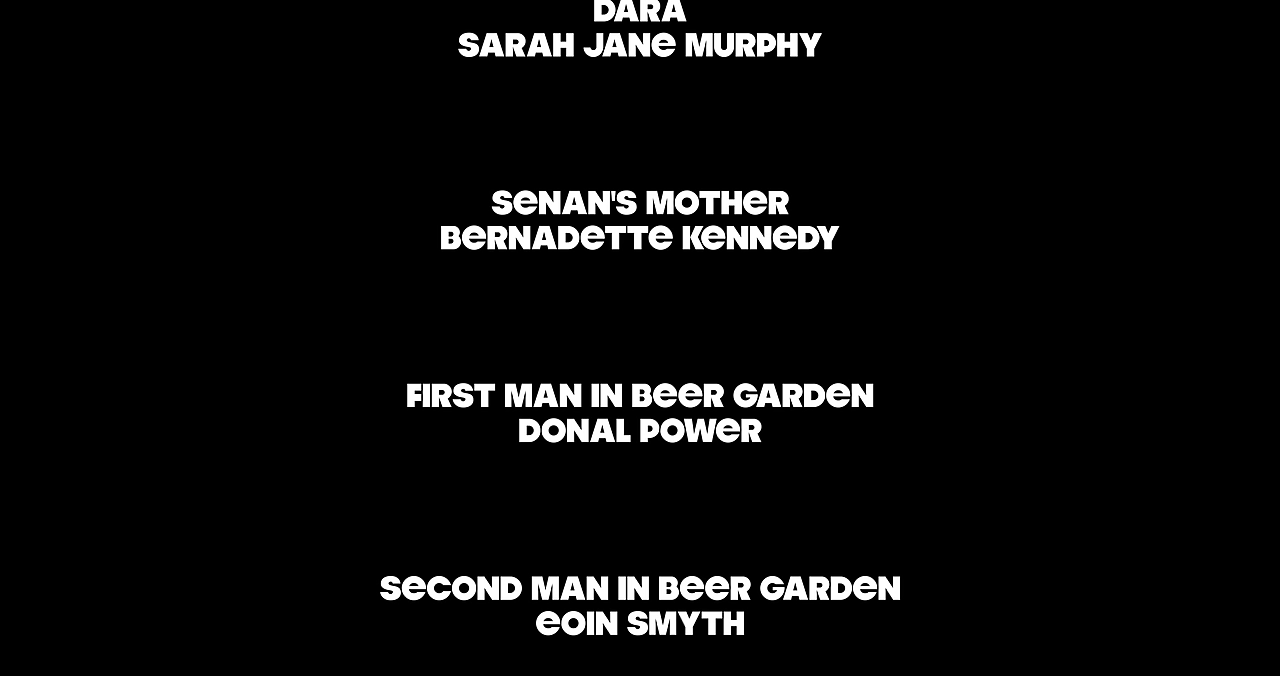 DARA
SARAH JANe MURPHY
SeNAN'S MOTHeR
BeRNADeTTe KeNNeDY
FIRST MAN IN BeeR GARDeN
DONAL POWeR
SeCOND MAN IN BeeR GARDeN
eOIN SMYTH